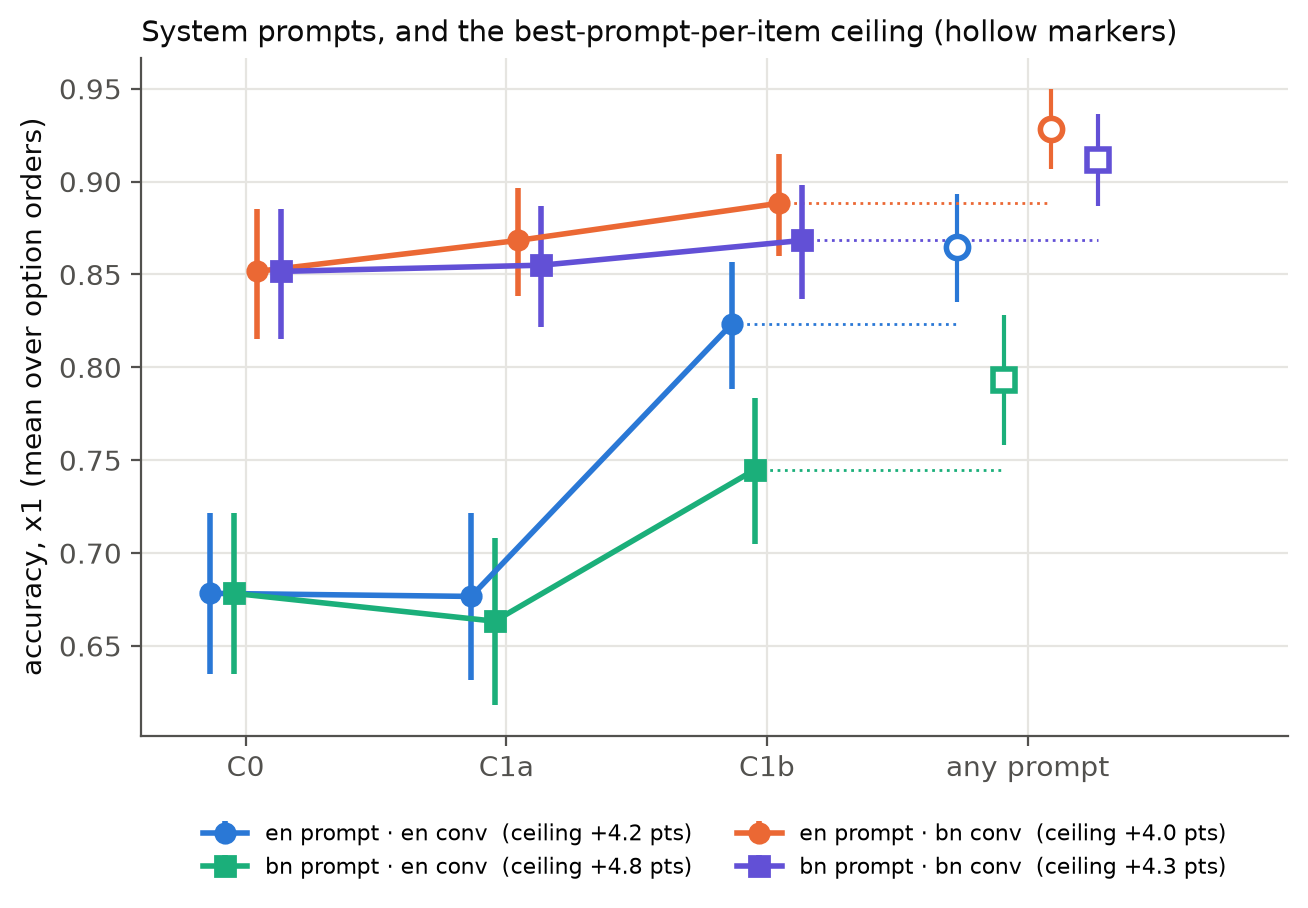 System prompts, and the best-prompt-per-item ceiling (hollow markers)
accuracy, x1 (mean over option orders)
0.95
0.90
0.85
0.80
0.75
0.70
0.65
C0
C1a
C1b
any prompt
en prompt · en conv (ceiling +4.2 pts)
en prompt · bn conv (ceiling +4.0 pts)
bn prompt · en conv (ceiling +4.8 pts)
bn prompt · bn conv (ceiling +4.3 pts)